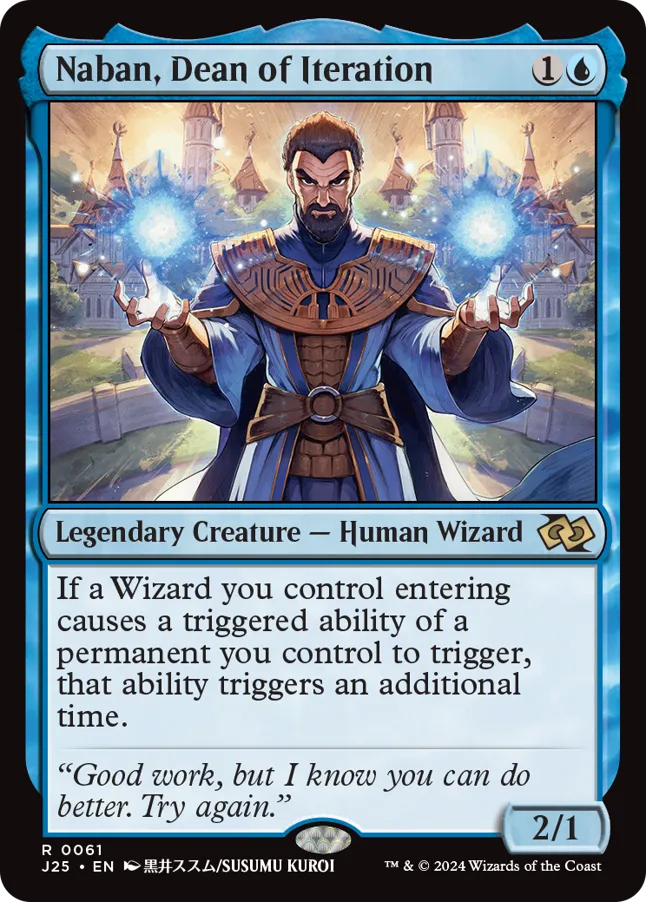 Naban, Dean of Iteration 1
Legendary Creature — Human Wizard
If a Wizard you control entering
causes a triggered ability of a
permanent you control to trigger,
that ability triggers an additional
time.
“Good work, but I know you can do
better. Try again.”
2/1
R 0061
J25 • EN 黒井ススム/SUSUMU KUROI
™ & © 2024 Wizards of the Coast